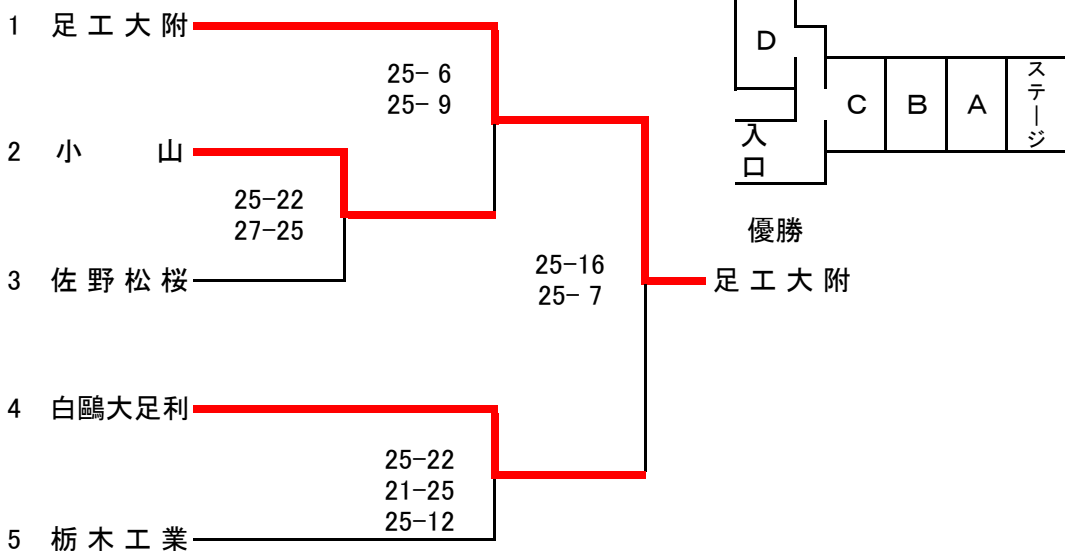 1 足工大附
25- 6
25- 9
2 小 山
25-22
27-25
3 佐野松桜
25-16
25- 7
4 白鷗大足利
25-22
21-25
25-12
5 栃木工業
D
C B A ステージ
入口
優勝
足工大附